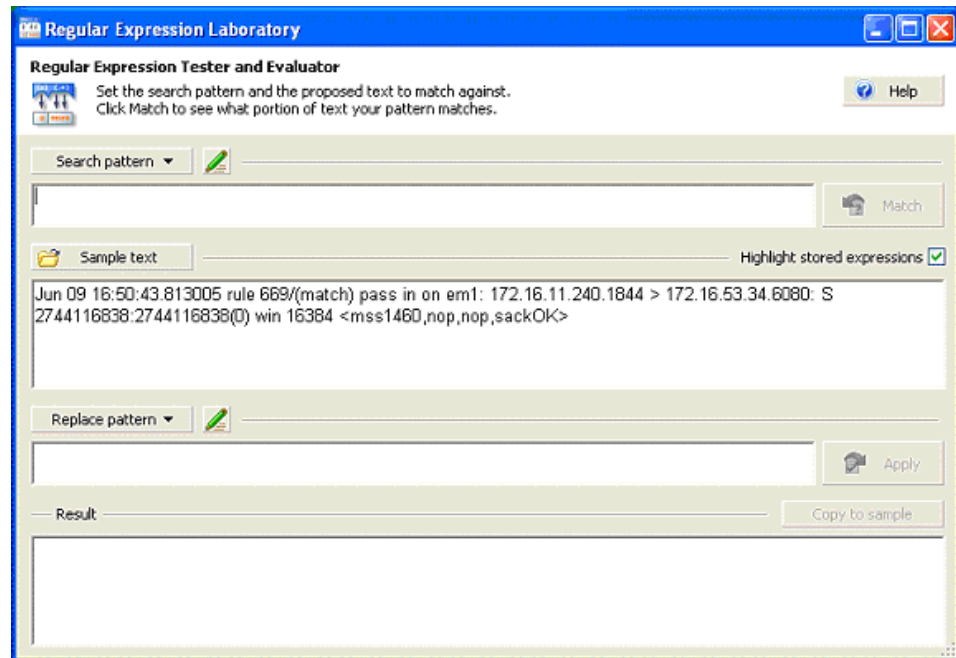 Regular Expression Laboratory
Regular Expression Tester and Evaluator
Set the search pattern and the proposed text to match against.
Click Match to see what portion of text your pattern matches.
Help
Search pattern
Match
Sample text
Highlight stored expressions
Jun 09 16:50:43.813005 rule 669/(match) pass in on em1: 172.16.11.240.1844 > 172.16.53.34.6080: S
2744116838:2744116838(0) win 16384 <mss1460,nop,nop,sackOK>
Replace pattern
Apply
Result
Copy to sample